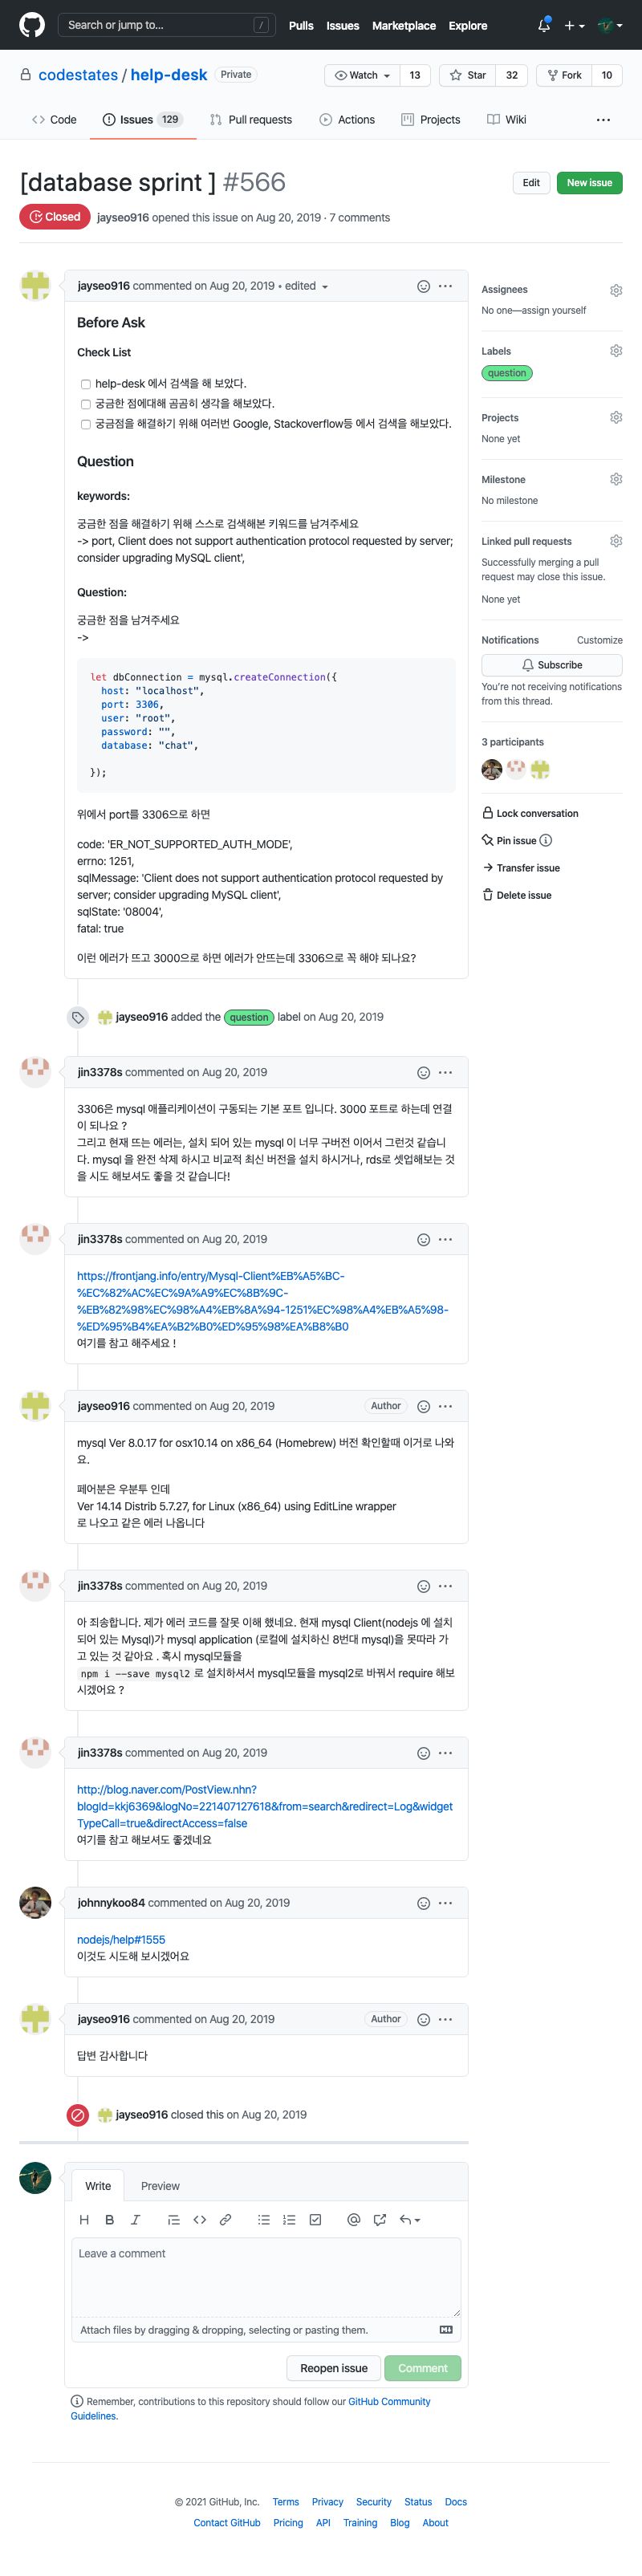 Search or jump to...
/
Pulls Issues Marketplace Explore
codestates / help-desk Private
Watch 13 Star 32 Fork 10
Code Issues 129 Pull requests Actions Projects Wiki
[database sprint ] #566
Edit New issue
Closed jayseo916 opened this issue on Aug 20, 2019 · 7 comments
jayseo916 commented on Aug 20, 2019 • edited
Before Ask
Check List
help-desk 에서 검색을 해 보았다.
궁금한 점에대해 곰곰히 생각을 해보았다.
궁금점을 해결하기 위해 여러번 Google, Stackoverflow등 에서 검색을 해보았다.
Question
keywords:
궁금한 점을 해결하기 위해 스스로 검색해본 키워드를 남겨주세요
-> port, Client does not support authentication protocol requested by server;
consider upgrading MySQL client',
Question:
궁금한 점을 남겨주세요
->
let dbConnection = mysql.createConnection({
host: "localhost",
port: 3306,
user: "root",
password: "",
database: "chat",
});
위에서 port를 3306으로 하면
code: 'ER_NOT_SUPPORTED_AUTH_MODE',
errno: 1251,
sqlMessage: 'Client does not support authentication protocol requested by
server; consider upgrading MySQL client',
sqlState: '08004',
fatal: true
이런 에러가 뜨고 3000으로 하면 에러가 안뜨는데 3306으로 꼭 해야 되나요?
Assignees
No one—assign yourself
Labels
question
Projects
None yet
Milestone
No milestone
Linked pull requests
Successfully merging a pull
request may close this issue.
None yet
Notifications Customize
Subscribe
You're not receiving notifications
from this thread.
3 participants
Lock conversation
Pin issue
Transfer issue
Delete issue
jayseo916 added the question label on Aug 20, 2019
jin3378s commented on Aug 20, 2019
3306은 mysql 애플리케이션이 구동되는 기본 포트 입니다. 3000 포트로 하는데 연결
이 되나요 ?
그리고 현재 뜨는 에러는, 설치 되어 있는 mysql 이 너무 구버전 이어서 그런것 같습니
다. mysql 을 완전 삭제 하시고 비교적 최신 버전을 설치 하시거나, rds로 셋업해보는 것
을 시도 해보셔도 좋을 것 같습니다!
jin3378s commented on Aug 20, 2019
https://frontjang.info/entry/Mysql-Client%EB%A5%BC-
%EC%82%AC%EC%9A%A9%EC%8B%9C-
%EB%82%98%EC%98%A4%EB%8A%94-1251%EC%98%A4%EB%A5%98-
%ED%95%B4%EA%B2%B0%ED%95%98%EA%B8%B0
여기를 참고 해주세요 !
jayseo916 commented on Aug 20, 2019 Author
mysql Ver 8.0.17 for osx10.14 on x86_64 (Homebrew) 버전 확인할때 이거로 나와
요.
페어분은 우분투 인데
Ver 14.14 Distrib 5.7.27, for Linux (x86_64) using EditLine wrapper
로 나오고 같은 에러 나옵니다
jin3378s commented on Aug 20, 2019
아 죄송합니다. 제가 에러 코드를 잘못 이해 했네요. 현재 mysql Client(nodejs 에 설치
되어 있는 Mysql)가 mysql application (로컬에 설치하신 8번대 mysql)을 못따라 가
고 있는 것 같아요 . 혹시 mysql모듈을
npm i --save mysql2 로 설치하셔서 mysql모듈을 mysql2로 바꿔서 require 해보
시겠어요 ?
jin3378s commented on Aug 20, 2019
http://blog.naver.com/PostView.nhn?
blogId=kkj6369&logNo=221407127618&from=search&redirect=Log&widget
TypeCall=true&directAccess=false
여기를 참고 해보셔도 좋겠네요
johnnykoo84 commented on Aug 20, 2019
nodejs/help#1555
이것도 시도해 보시겠어요
jayseo916 commented on Aug 20, 2019 Author
답변 감사합니다
jayseo916 closed this on Aug 20, 2019
Write Preview
H B I
Leave a comment
Attach files by dragging & dropping, selecting or pasting them.
Reopen issue Comment
Remember, contributions to this repository should follow our GitHub Community
Guidelines.
© 2021 GitHub, Inc. Terms Privacy Security Status Docs
Contact GitHub Pricing API Training Blog About